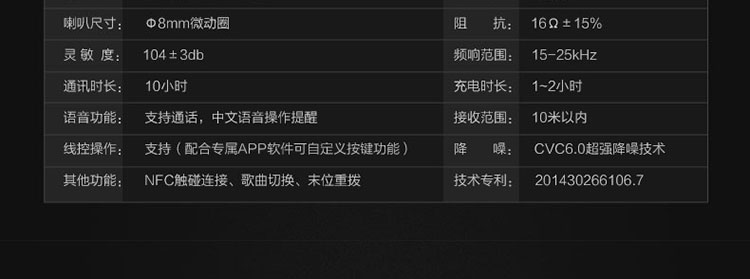 喇叭尺寸： Φ8mm微动圈 阻 抗： 16Ω±15%
灵 敏 度： 104±3db 频响范围： 15-25kHz
通讯时长： 10小时 充电时长： 1~2小时
语音功能： 支持通话，中文语音操作提醒 接收范围： 10米以内
线控操作： 支持（配合专属APP软件可自定义按键功能） 降 噪： CVC6.0超强降噪技术
其他功能： NFC触碰连接、歌曲切换、末位重拨 技术专利： 201430266106.7